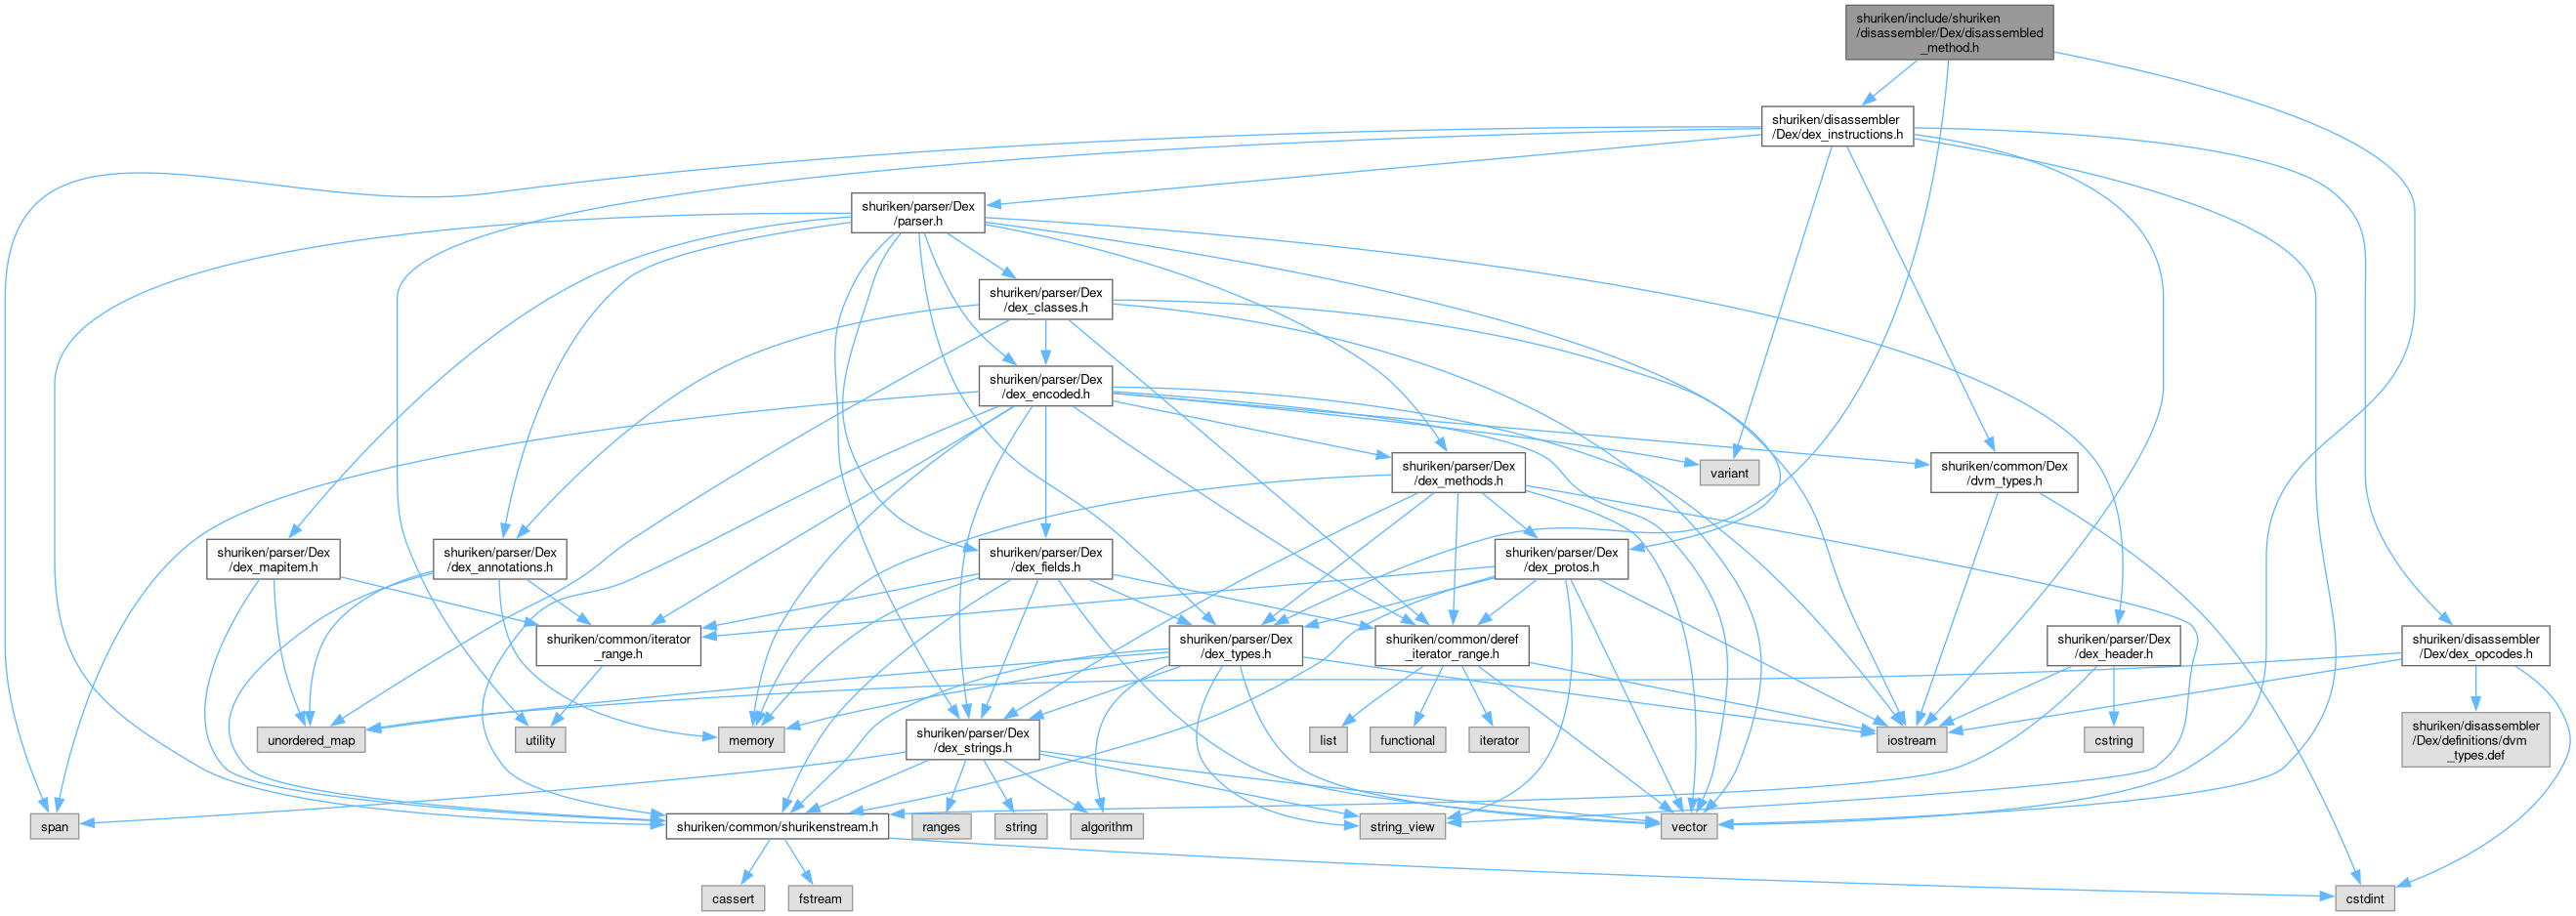 shuriken/include/shuriken
/disassembler/Dex/disassembled
_method.h
shuriken/disassembler
/Dex/dex_instructions.h
shuriken/parser/Dex
/parser.h
shuriken/parser/Dex
/dex_classes.h
shuriken/parser/Dex
/dex_encoded.h
shuriken/parser/Dex
/dex_methods.h
variant
shuriken/common/Dex
/dvm_types.h
shuriken/parser/Dex
/dex_mapitem.h
shuriken/parser/Dex
/dex_annotations.h
shuriken/parser/Dex
/dex_fields.h
shuriken/parser/Dex
/dex_protos.h
shuriken/common/iterator
_range.h
shuriken/parser/Dex
/dex_types.h
shuriken/common/deref
_iterator_range.h
shuriken/parser/Dex
/dex_header.h
shuriken/disassembler
/Dex/dex_opcodes.h
unordered_map
utility
memory
shuriken/parser/Dex
/dex_strings.h
list
functional
iterator
iostream
cstring
shuriken/disassembler
/Dex/definitions/dvm
_types.def
span
shuriken/common/shurikenstream.h
ranges
string
algorithm
string_view
vector
cassert
fstream
cstdint